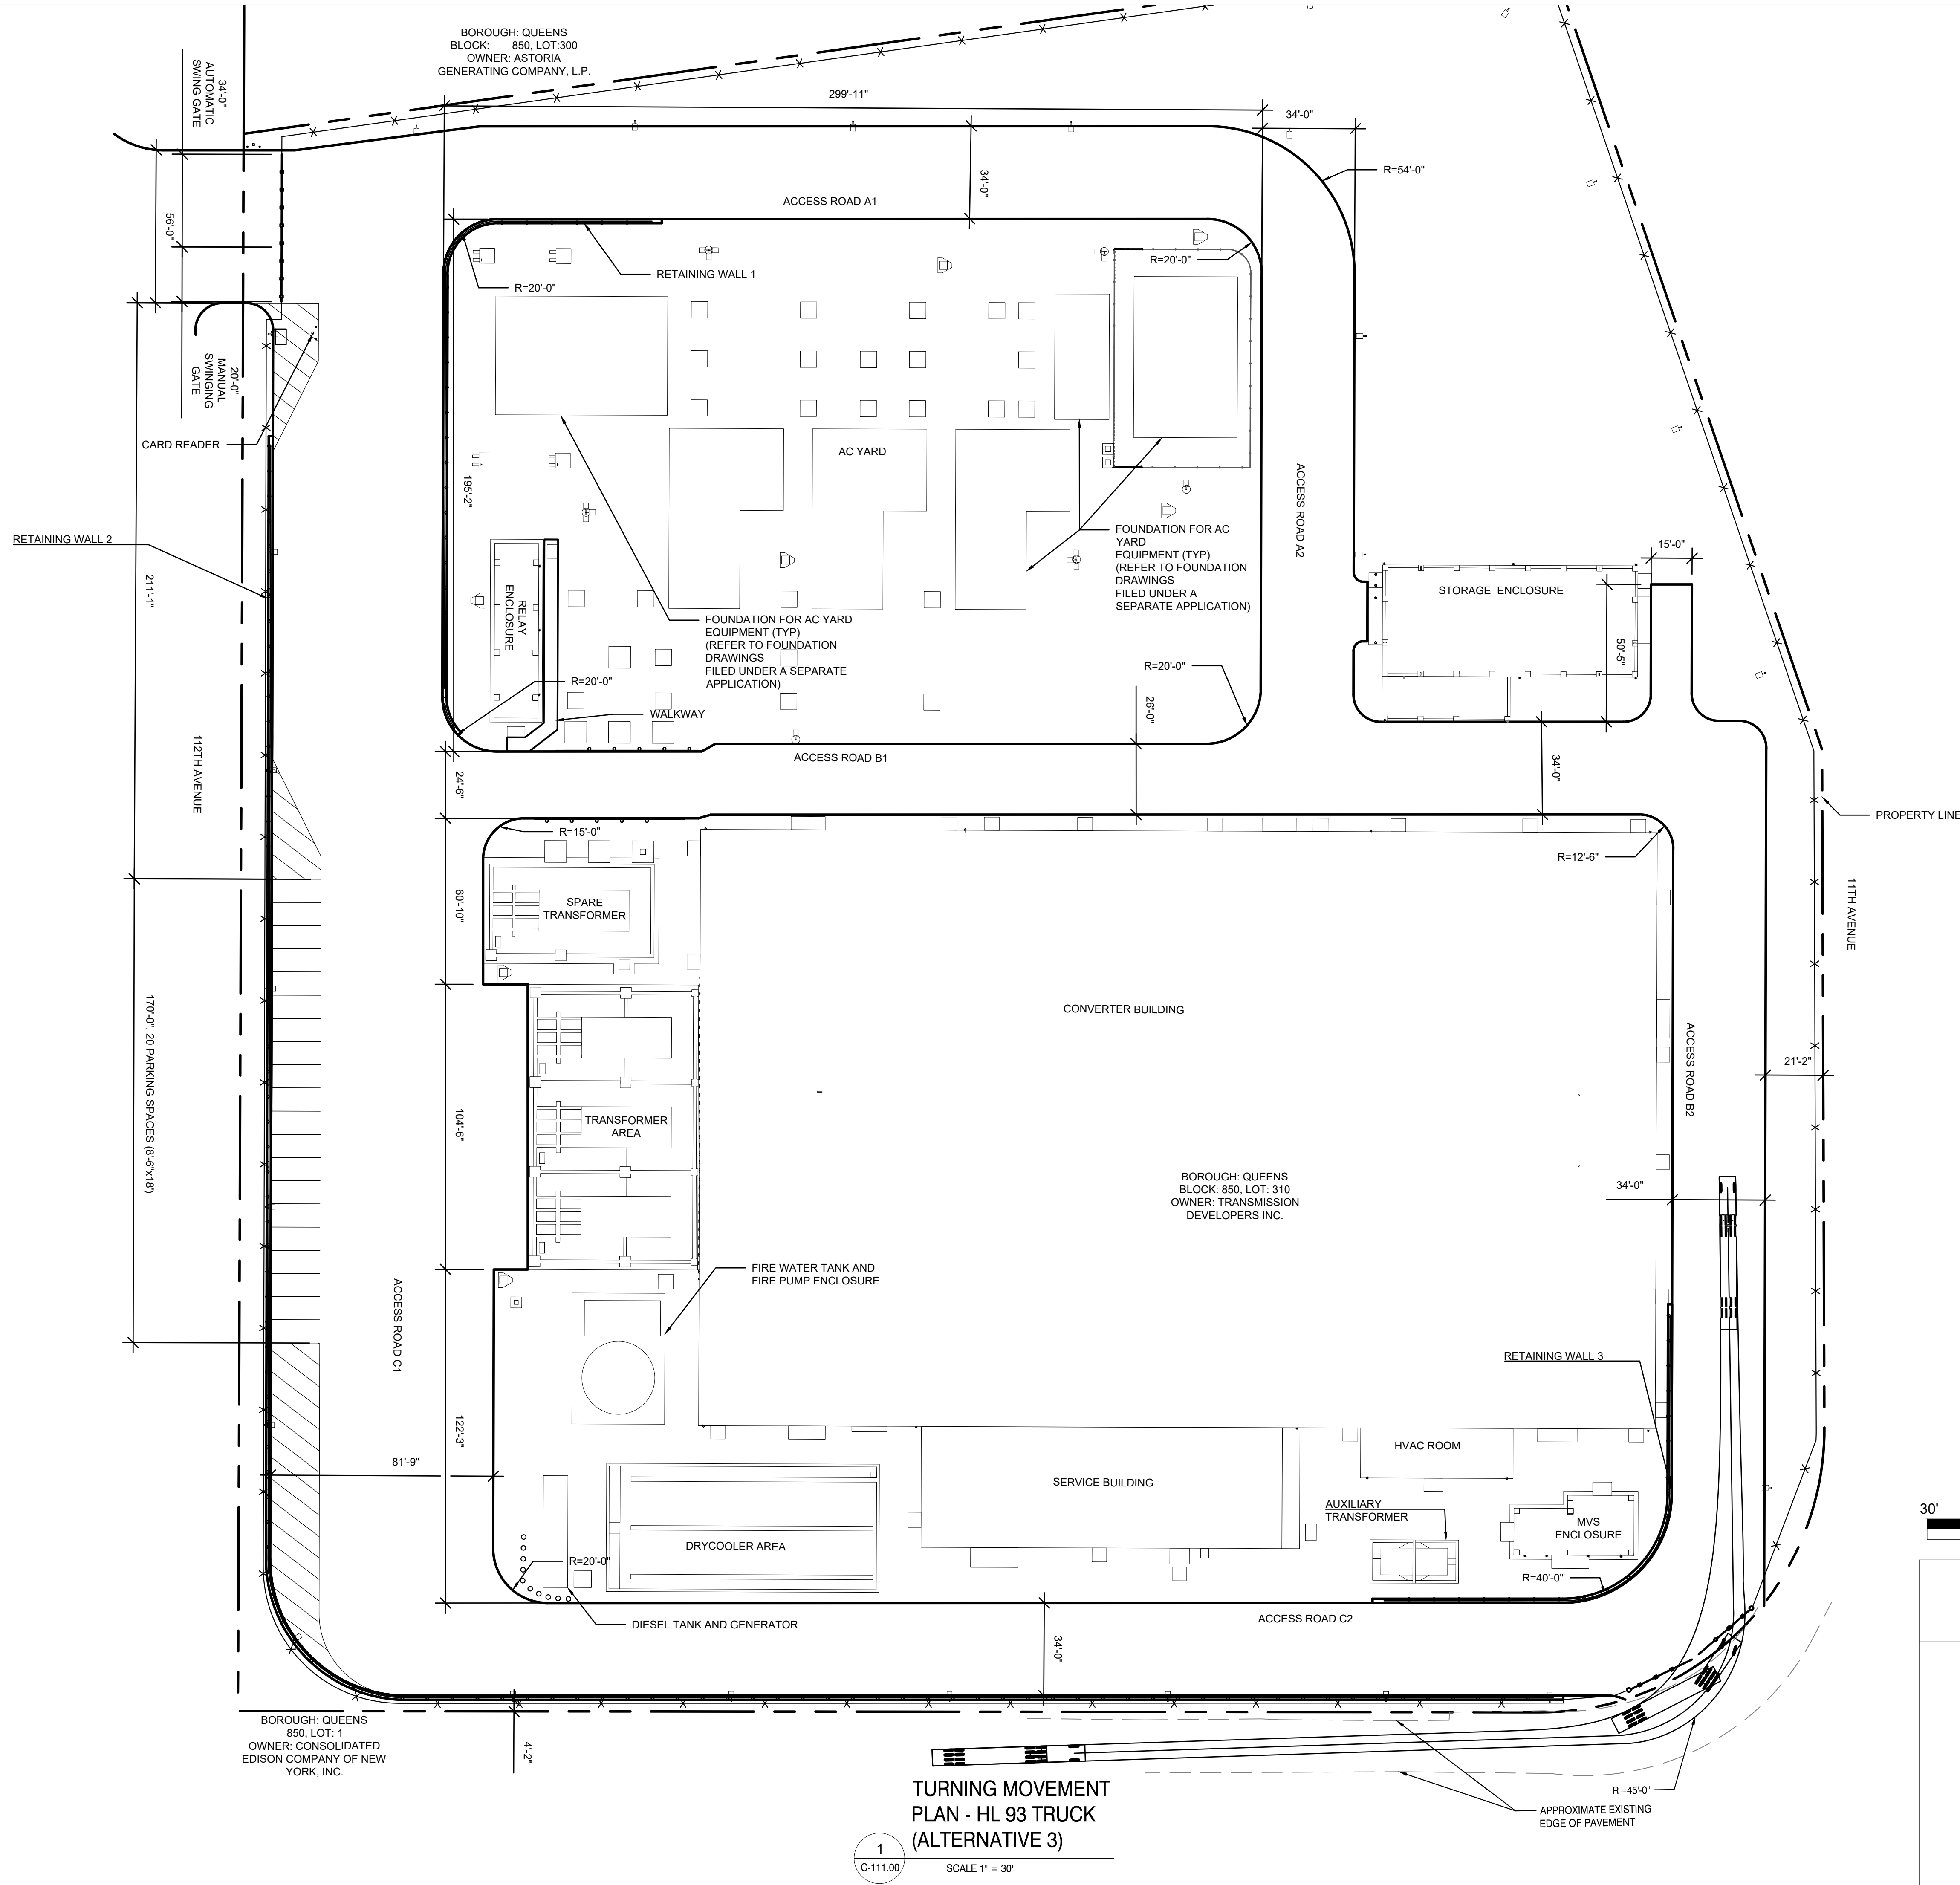 BOROUGH: QUEENS
BLOCK: 850, LOT:300
OWNER: ASTORIA
GENERATING COMPANY, L.P.
34'-0"
AUTOMATIC
SWING GATE
299'-11"
34'-0"
R=54'-0"
34'-0"
ACCESS ROAD A1
56'-0"
RETAINING WALL 1
R=20'-0"
R=20'-0"
20'-0"
MANUAL
SWINGING
GATE
CARD READER
AC YARD
195'-2"
ACCESS ROAD A2
RETAINING WALL 2
211'-1"
FOUNDATION FOR AC
YARD
EQUIPMENT (TYP)
(REFER TO FOUNDATION
DRAWINGS
FILED UNDER A
SEPARATE APPLICATION)
15'-0"
STORAGE ENCLOSURE
50'-5"
RELAY
ENCLOSURE
FOUNDATION FOR AC YARD
EQUIPMENT (TYP)
(REFER TO FOUNDATION
DRAWINGS
FILED UNDER A SEPARATE
APPLICATION)
R=20'-0"
R=20'-0"
WALKWAY
26'-0"
112TH AVENUE
ACCESS ROAD B1
24'-6"
34'-0"
PROPERTY LINE
R=15'-0"
R=12'-6"
60'-10"
SPARE
TRANSFORMER
11TH AVENUE
CONVERTER BUILDING
ACCESS ROAD B2
21'-2"
170'-0", 20 PARKING SPACES (8'-6"x18')
104'-6"
TRANSFORMER
AREA
BOROUGH: QUEENS
BLOCK: 850, LOT: 310
OWNER: TRANSMISSION
DEVELOPERS INC.
34'-0"
FIRE WATER TANK AND
FIRE PUMP ENCLOSURE
ACCESS ROAD C1
RETAINING WALL 3
122'-3"
81'-9"
HVAC ROOM
SERVICE BUILDING
AUXILIARY
TRANSFORMER
MVS
ENCLOSURE
30'
DRYCOOLER AREA
R=20'-0"
R=40'-0"
DIESEL TANK AND GENERATOR
ACCESS ROAD C2
34'-0"
BOROUGH: QUEENS
850, LOT: 1
OWNER: CONSOLIDATED
EDISON COMPANY OF NEW
YORK, INC.
4'-2"
R=45'-0"
APPROXIMATE EXISTING
EDGE OF PAVEMENT
TURNING MOVEMENT
PLAN - HL 93 TRUCK
(ALTERNATIVE 3)
1
C-111.00
SCALE 1" = 30'